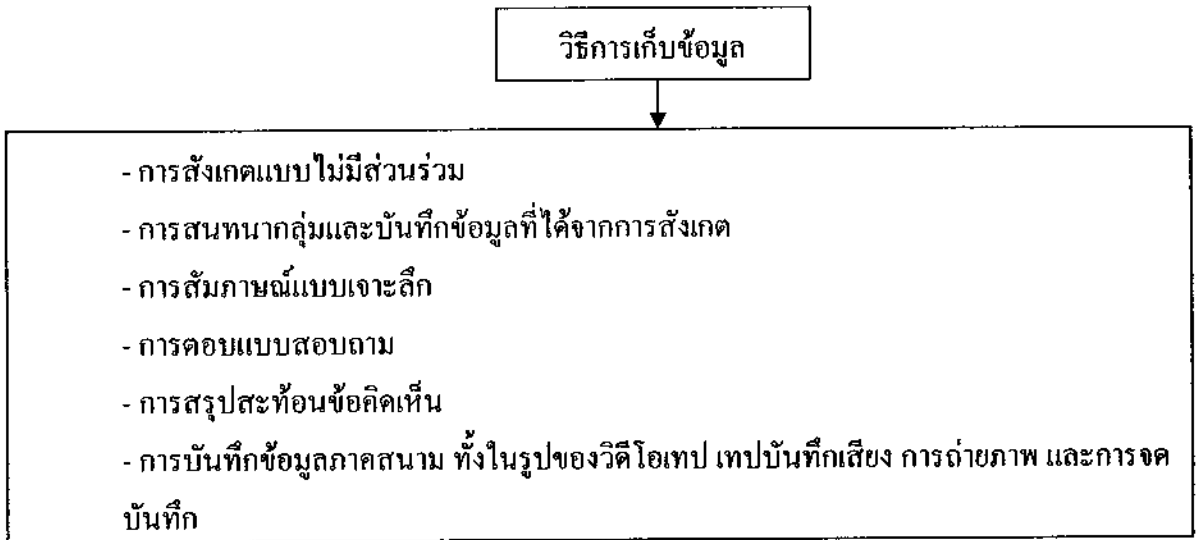 วิธีการเก็บข้อมูล
- การสังเกตแบบไม่มีส่วนร่วม
- การสนทนากลุ่มและบันทึกข้อมูลที่ได้จากการสังเกต
- การสัมภาษณ์แบบเจาะลึก
- การตอบแบบสอบถาม
- การสรุปสะท้อนข้อคิดเห็น
- การบันทึกข้อมูลภาคสนาม ทั้งในรูปของวิดีโอเทป เทปบันทึกเสียง การถ่ายภาพ และการจด
บันทึก